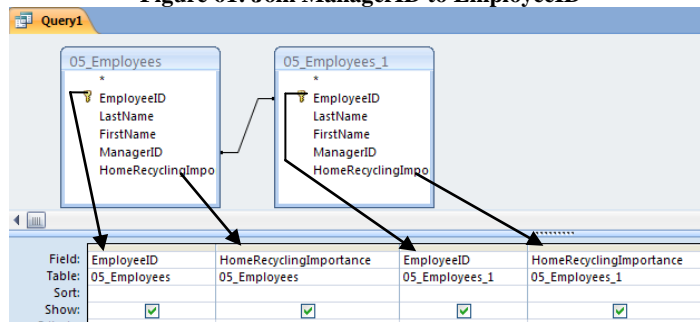 Figure 61: Join ManagerID to EmployeeID
Query1
05_Employees
*
EmployeeID
LastName
FirstName
ManagerID
HomeRecyclingImpo
05_Employees_1
*
EmployeeID
LastName
FirstName
ManagerID
HomeRecyclingImpo
Field: EmployeeID HomeRecyclingImportance EmployeeID HomeRecyclingImportance
Table: 05_Employees 05_Employees 05_Employees_1 05_Employees_1
Sort:
Show: